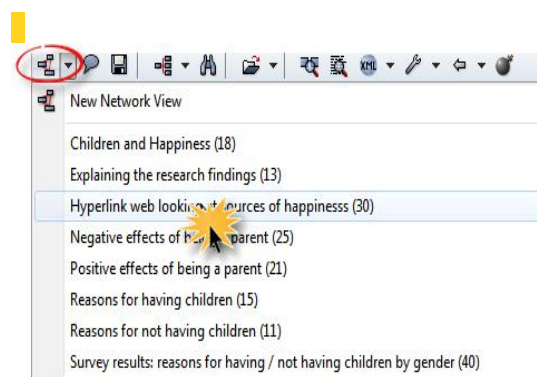 XML
New Network View
Children and Happiness (18)
Explaining the research findings (13)
Hyperlink web looking sources of happinesss (30)
Negative effects of parent (25)
Positive effects of being a parent (21)
Reasons for having children (15)
Reasons for not having children (11)
Survey results: reasons for having / not having children by gender (40)